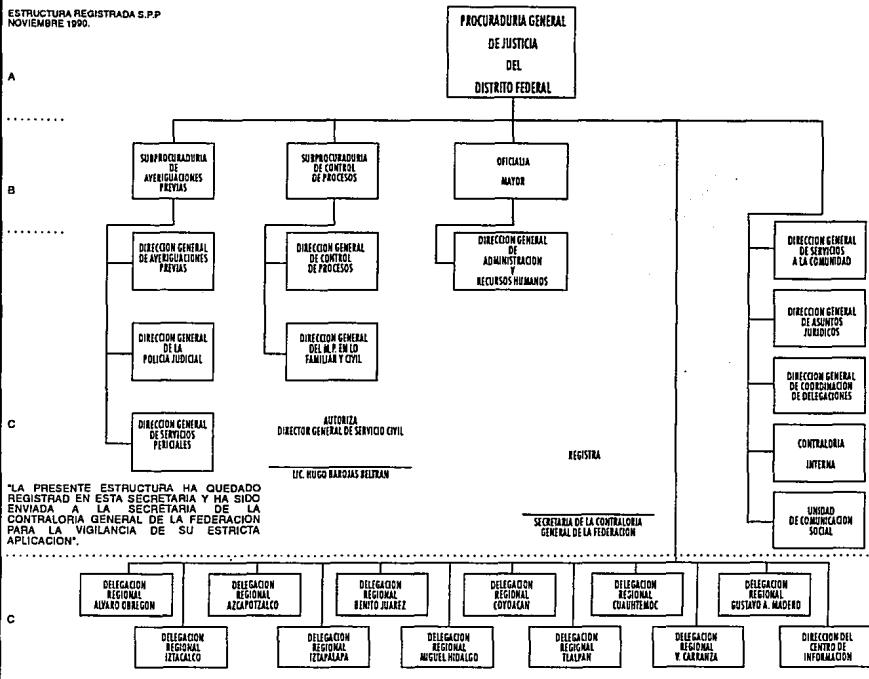 ESTRUCTURA REGISTRADA S.P.P
NOVIEMBRE 1990.
PROCURADURIA GENERAL
DE JUSTICIA
DEL
DISTRITO FEDERAL
A
SUBPROCURADURIA
DE
AVERIGUACIONES
PREVIAS
SUBPROCURADURIA
DE CONTROL
DE PROCESOS
OFICIALIA
MAYOR
B
DIRECCION GENERAL
DE AVERIGUACIONES
PREVIAS
DIRECCION GENERAL
DE CONTROL
DE PROCESOS
DIRECCION GENERAL
DE
ADMINISTRACION
Y
RECURSOS HUMANOS
DIRECCION GENERAL
DE SERVICIOS
A LA COMUNIDAD
DIRECCION GENERAL
DE LA
POLICIA JUDICIAL
DIRECCION GENERAL
DEL M.P. EN LO
FAMILIAR Y CIVIL
DIRECCION GENERAL
DE ASUNTOS
JURIDICOS
DIRECCION GENERAL
DE COORDINACION
DE DELEGACIONES
DIRECCION GENERAL
DE SERVICIOS
PERICIALES
C
AUTORIZA
DIRECTOR GENERAL DE SERVICIO CIVIL
LIC. HUGO BAROJAS BELTRAN
REGISTRA
SECRETARIA DE LA CONTRALORIA
GENERAL DE LA FEDERACION
CONTRALORIA
INTERNA
UNIDAD
DE COMUNICACION
SOCIAL
"LA PRESENTE ESTRUCTURA HA QUEDADO
REGISTRAD EN ESTA SECRETARIA Y HA SIDO
ENVIADA A LA SECRETARIA DE LA
CONTRALORIA GENERAL DE LA FEDERACION
PARA LA VIGILANCIA DE SU ESTRICTA
APLICACION".
DELEGACION
REGIONAL
ALVARO OBREGON
DELEGACION
REGIONAL
AZCAPOTZALCO
DELEGACION
REGIONAL
BENITO JUAREZ
DELEGACION
REGIONAL
COYOACAN
DELEGACION
REGIONAL
CUAUHTEMOC
DELEGACION
REGIONAL
GUSTAVO A. MADERO
C
DELEGACION
REGIONAL
IZTACALCO
DELEGACION
REGIONAL
IZTAPALAPA
DELEGACION
REGIONAL
MIGUEL HIDALGO
DELEGACION
REGIONAL
TLALPAN
DELEGACION
REGIONAL
V. CARRANZA
DIRECCION DEL
CENTRO DE
INFORMACION